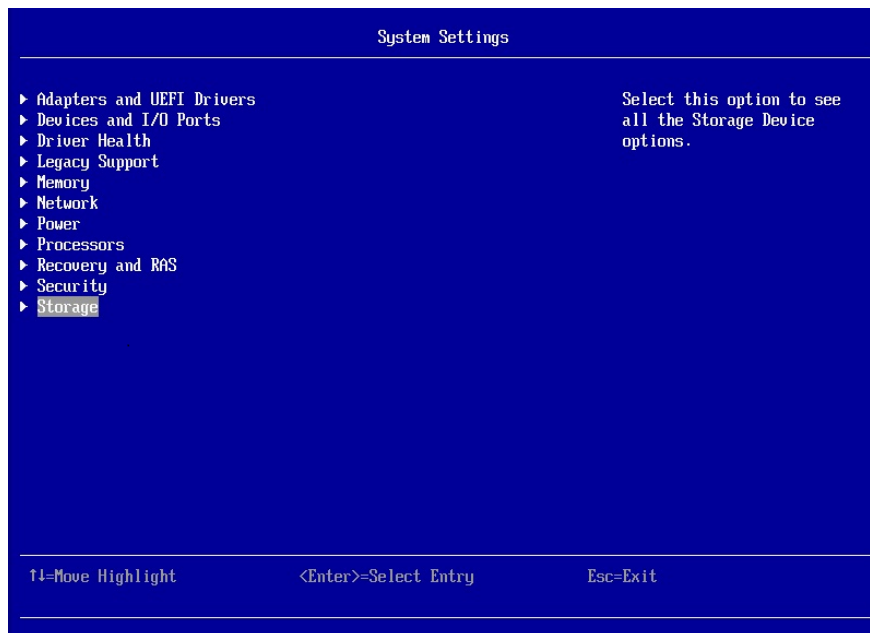 System Settings
▶ Adapters and UEFI Drivers
▶ Devices and I/O Ports
▶ Driver Health
▶ Legacy Support
▶ Memory
▶ Network
▶ Power
▶ Processors
▶ Recovery and RAS
▶ Security
▶ Storage
Select this option to see
all the Storage Device
options.
↑↓=Move Highlight <Enter>=Select Entry Esc=Exit